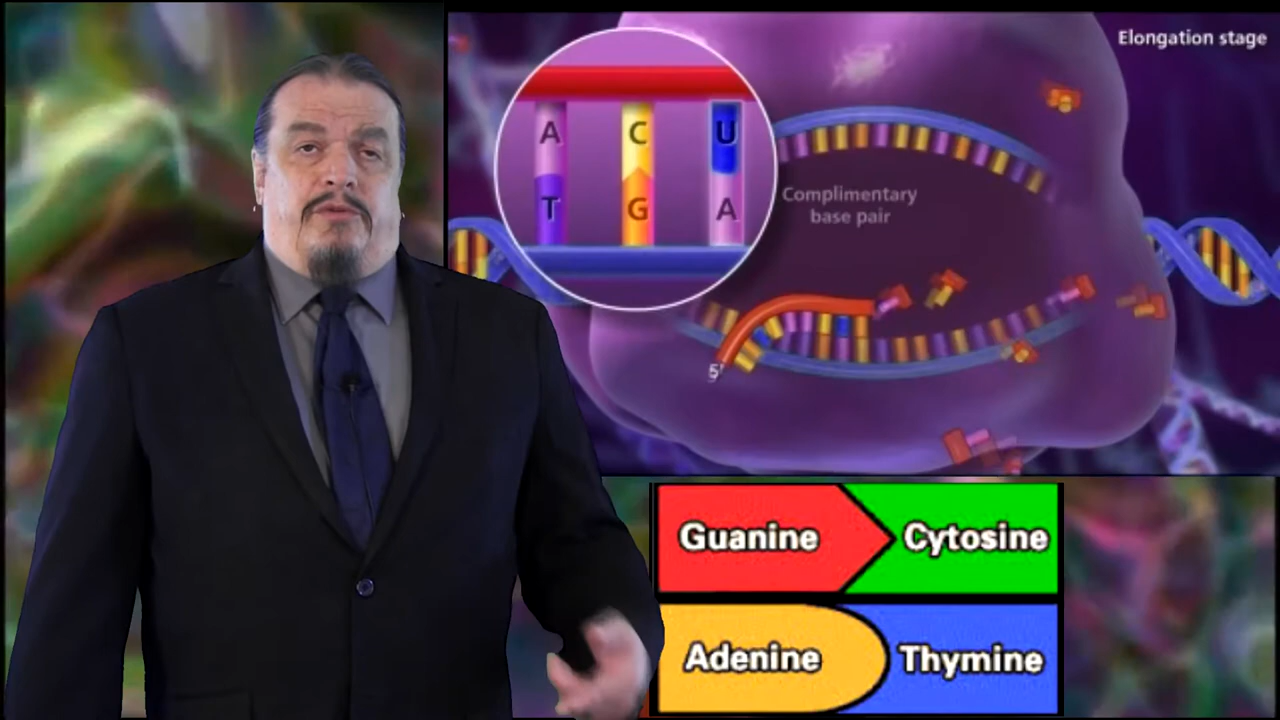 Elongation stage
A C U
T G A
Complimentary
base pair
5'
Guanine Cytosine
Adenine Thymine